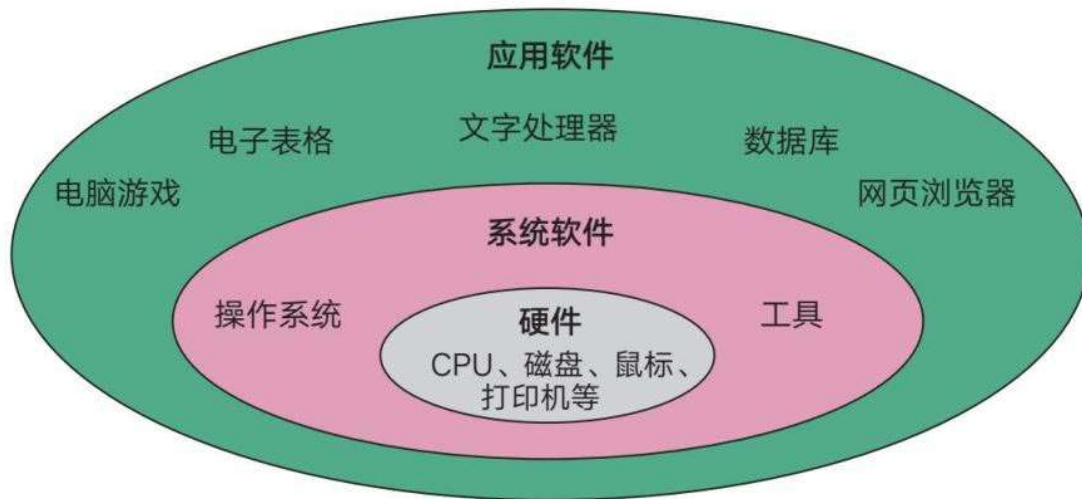 应用软件
电子表格 文字处理器 数据库
电脑游戏 网页浏览器
系统软件
操作系统 工具
硬件
CPU、磁盘、鼠标、
打印机等